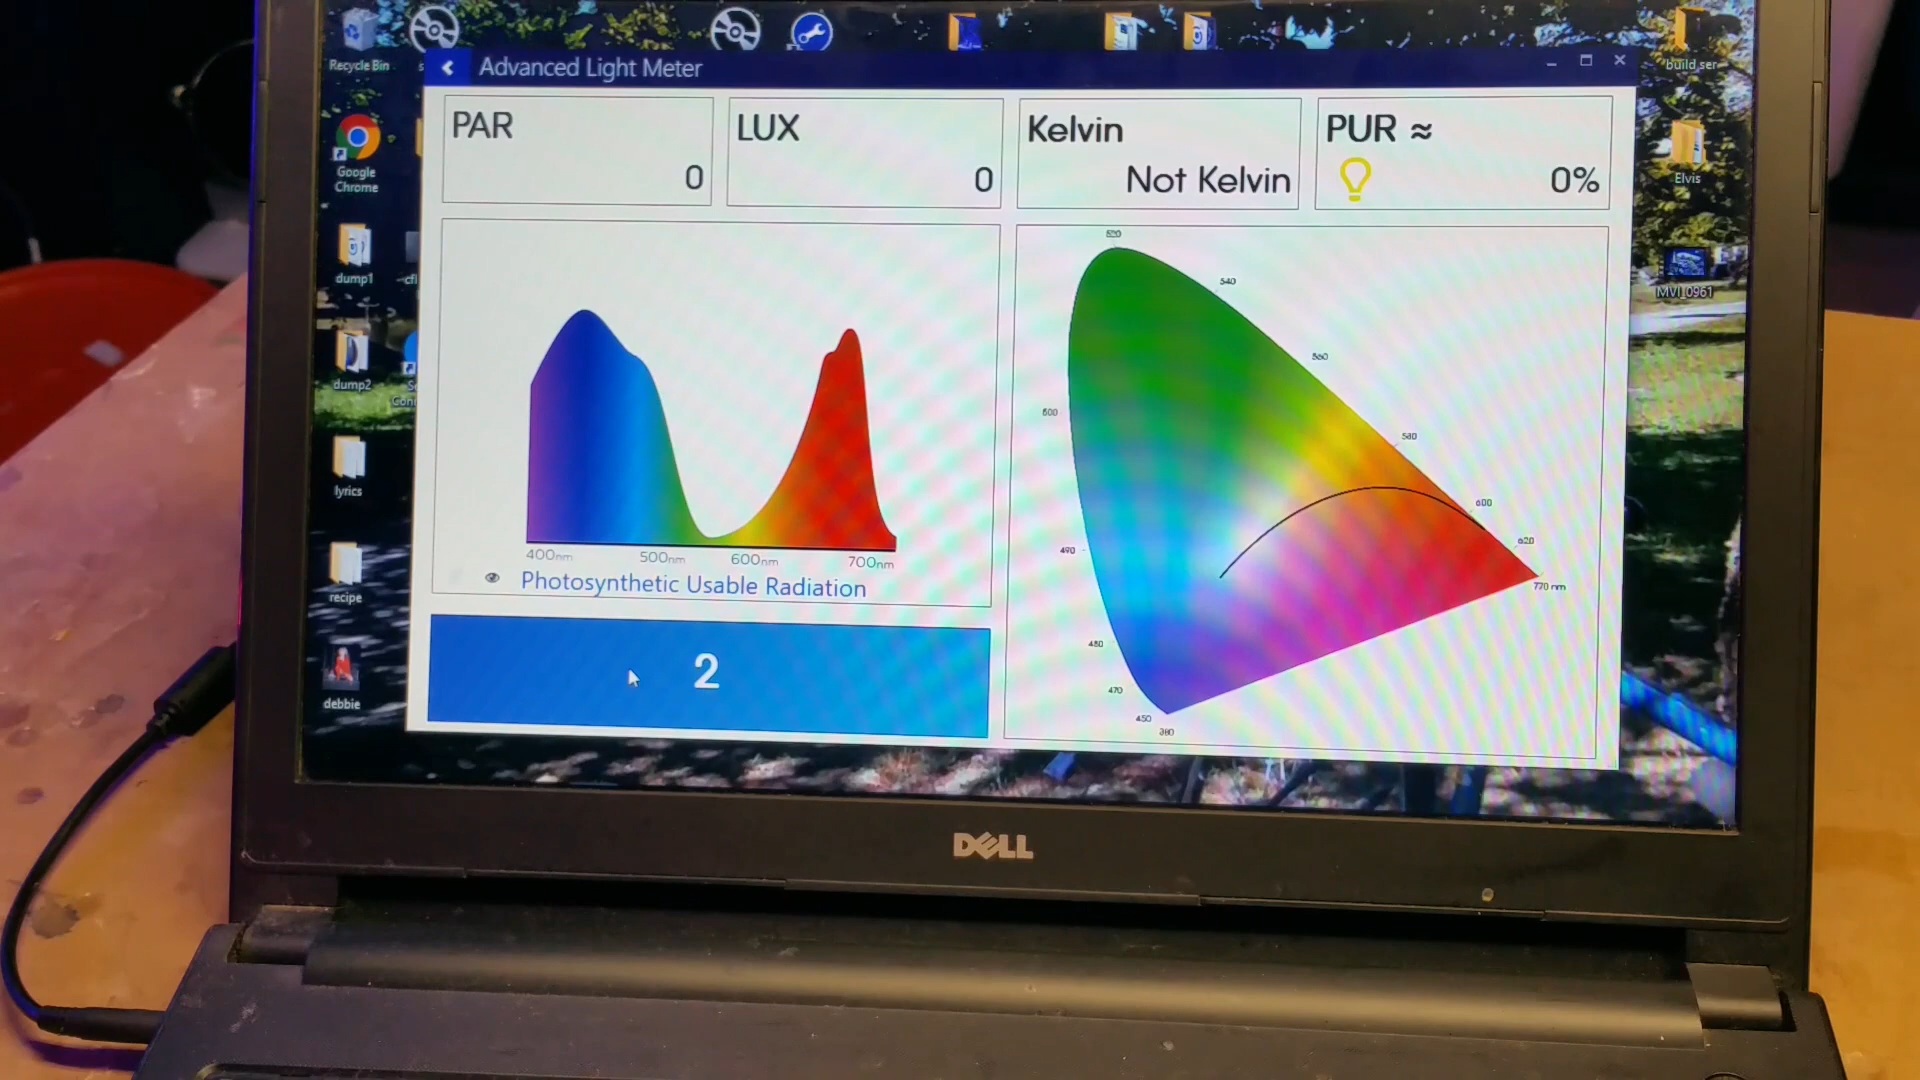 Recycle Bin
Advanced Light Meter
build ser
PAR
0
LUX
0
Kelvin
Not Kelvin
PUR ≈
0%
Google
Chrome
Elvis
dump1
MVI_0961
dump2
lyrics
recipe
debbie
400nm
500nm
600nm
700nm
Photosynthetic Usable Radiation
2
520
540
560
500
580
600
490
620
770 nm
480
470
450
380
DELL